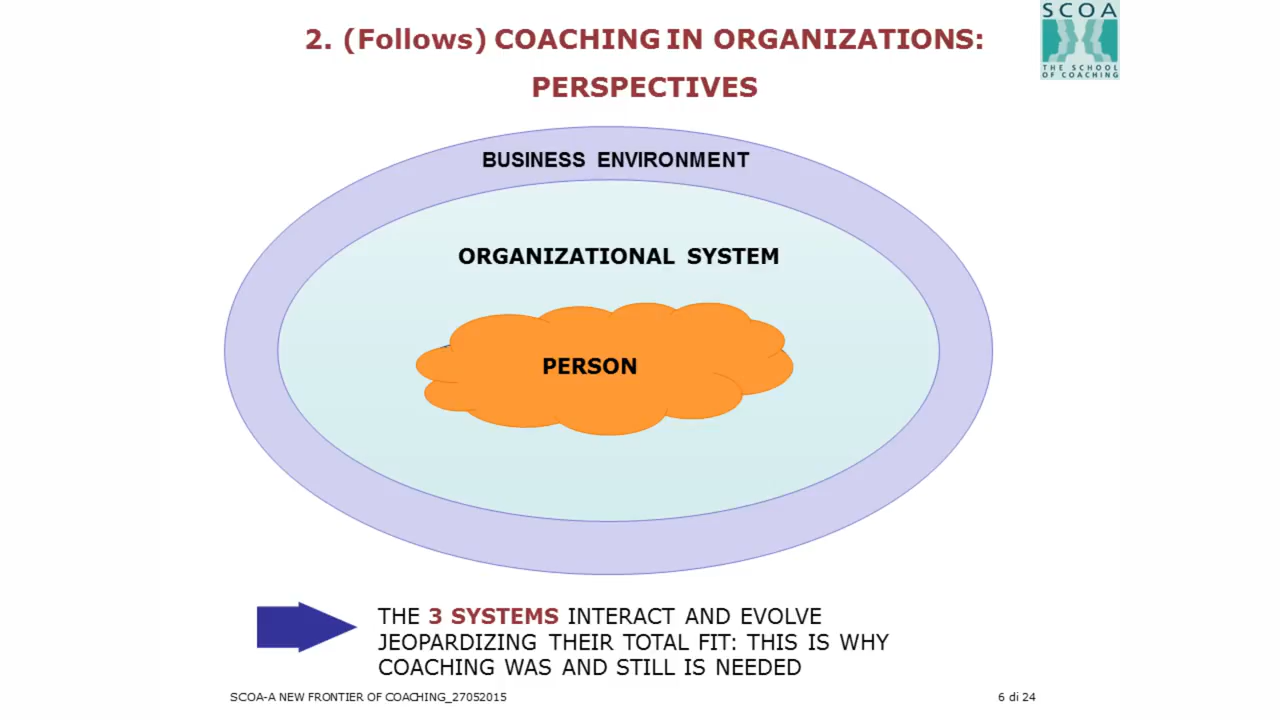 2. (Follows) COACHING IN ORGANIZATIONS:
PERSPECTIVES
SCOA
THE SCHOOL
OF COACHING
BUSINESS ENVIRONMENT
ORGANIZATIONAL SYSTEM
PERSON
THE 3 SYSTEMS INTERACT AND EVOLVE
JEOPARDIZING THEIR TOTAL FIT: THIS IS WHY
COACHING WAS AND STILL IS NEEDED
SCOA-A NEW FRONTIER OF COACHING_27052015
6 di 24